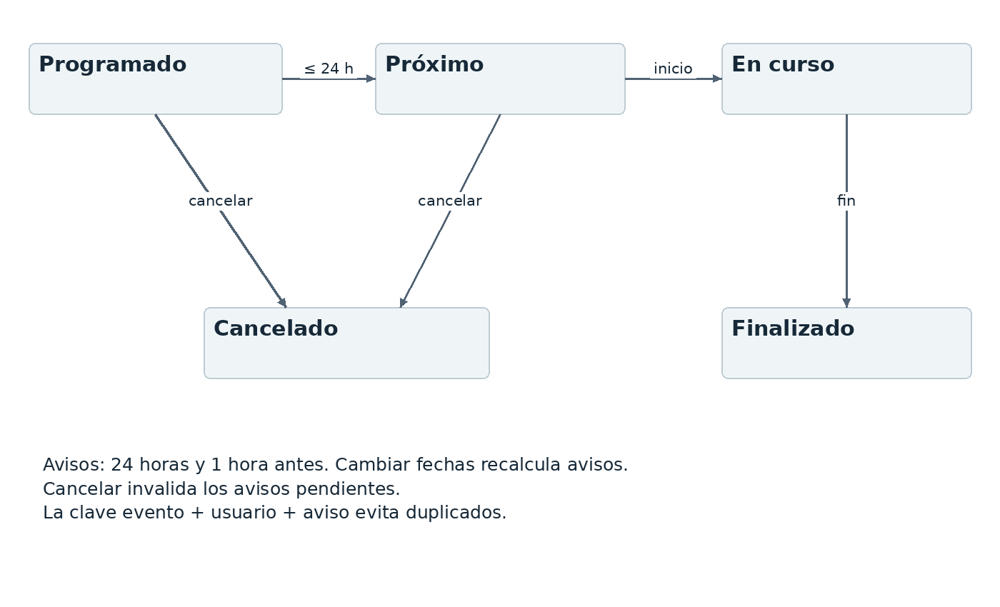 Programado
≤ 24 h
Próximo
inicio
En curso
cancelar
cancelar
fin
Cancelado
Finalizado
Avisos: 24 horas y 1 hora antes. Cambiar fechas recalcula avisos.
Cancelar invalida los avisos pendientes.
La clave evento + usuario + aviso evita duplicados.